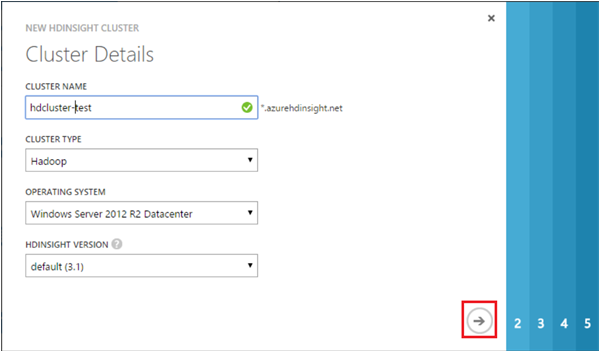 NEW HDINSIGHT CLUSTER
Cluster Details
CLUSTER NAME
hdcluster-test *.azurehdinsight.net
CLUSTER TYPE
Hadoop
OPERATING SYSTEM
Windows Server 2012 R2 Datacenter
HDINSIGHT VERSION ?
default (3.1)
2 3 4 5